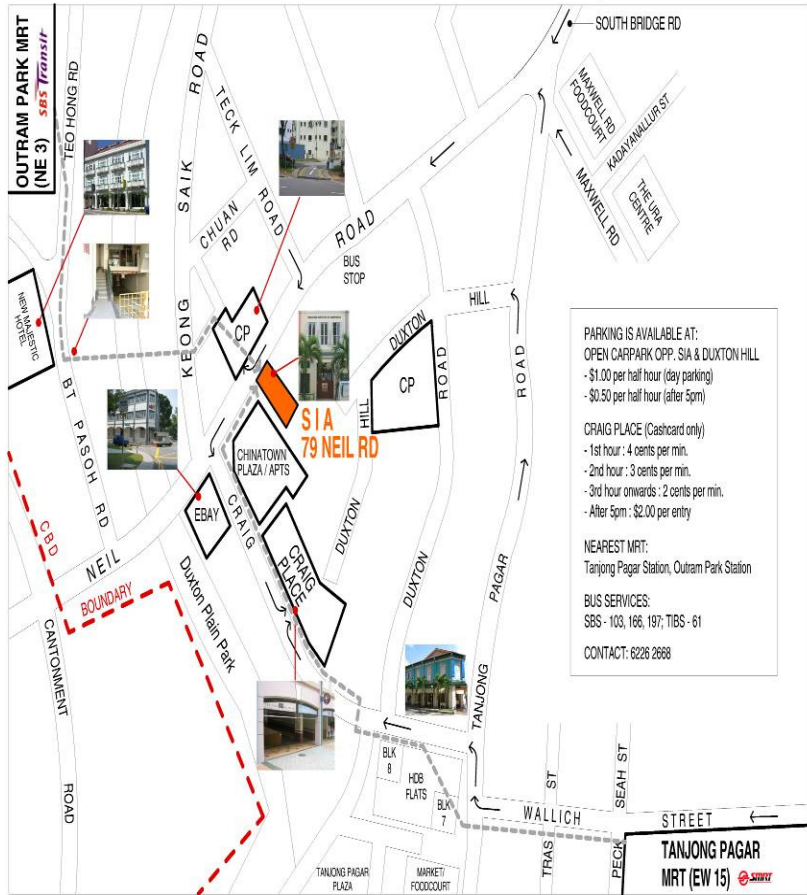 OUTRAM PARK MRT
(NE 3) SBS Transit
TEO HONG RD
KEONG SAIK ROAD
TECK LIM ROAD
CHUAN RD
SOUTH BRIDGE RD
MAXWELL RD
FOODCOURT
KADAYANALLUR ST
MAXWELL RD
THE URA
CENTRE
NEW MAJESTIC
HOTEL
BT PASOH RD
CP
ROAD
BUS
STOP
HILL
DUXTON
HILL
CP
DUXTON
ROAD
ROAD
SIA
79 NEIL RD
CHINATOWN
PLAZA / APTS
EBAY
CRAIG
CRAIG
PLACE
DUXTON
DUXTON
PAGAR
TANJONG
CBD
BOUNDARY
NEIL
Duxton Plain Park
CANTONMENT
ROAD
PARKING IS AVAILABLE AT:
OPEN CARPARK OPP. SIA & DUXTON HILL
- $1.00 per half hour (day parking)
- $0.50 per hour (after 5pm)
CRAIG PLACE (Cashcard only)
- 1st hour : 4 cents per min.
- 2nd hour : 3 cents per min.
- 3rd hour onwards : 2 cents per min.
- After 5pm : $2.00 per entry
NEAREST MRT:
Tanjong Pagar Station, Outram Park Station
BUS SERVICES:
SBS - 103, 166, 197; TIBS - 61
CONTACT: 6226 2668
BLK
8
HDB
FLATS
BLK
7
TRAS ST
PECK SEAH ST
WALLICH STREET
TANJONG PAGAR
PLAZA
MARKET/
FOODCOURT
TANJONG PAGAR
MRT (EW 15) SMRT